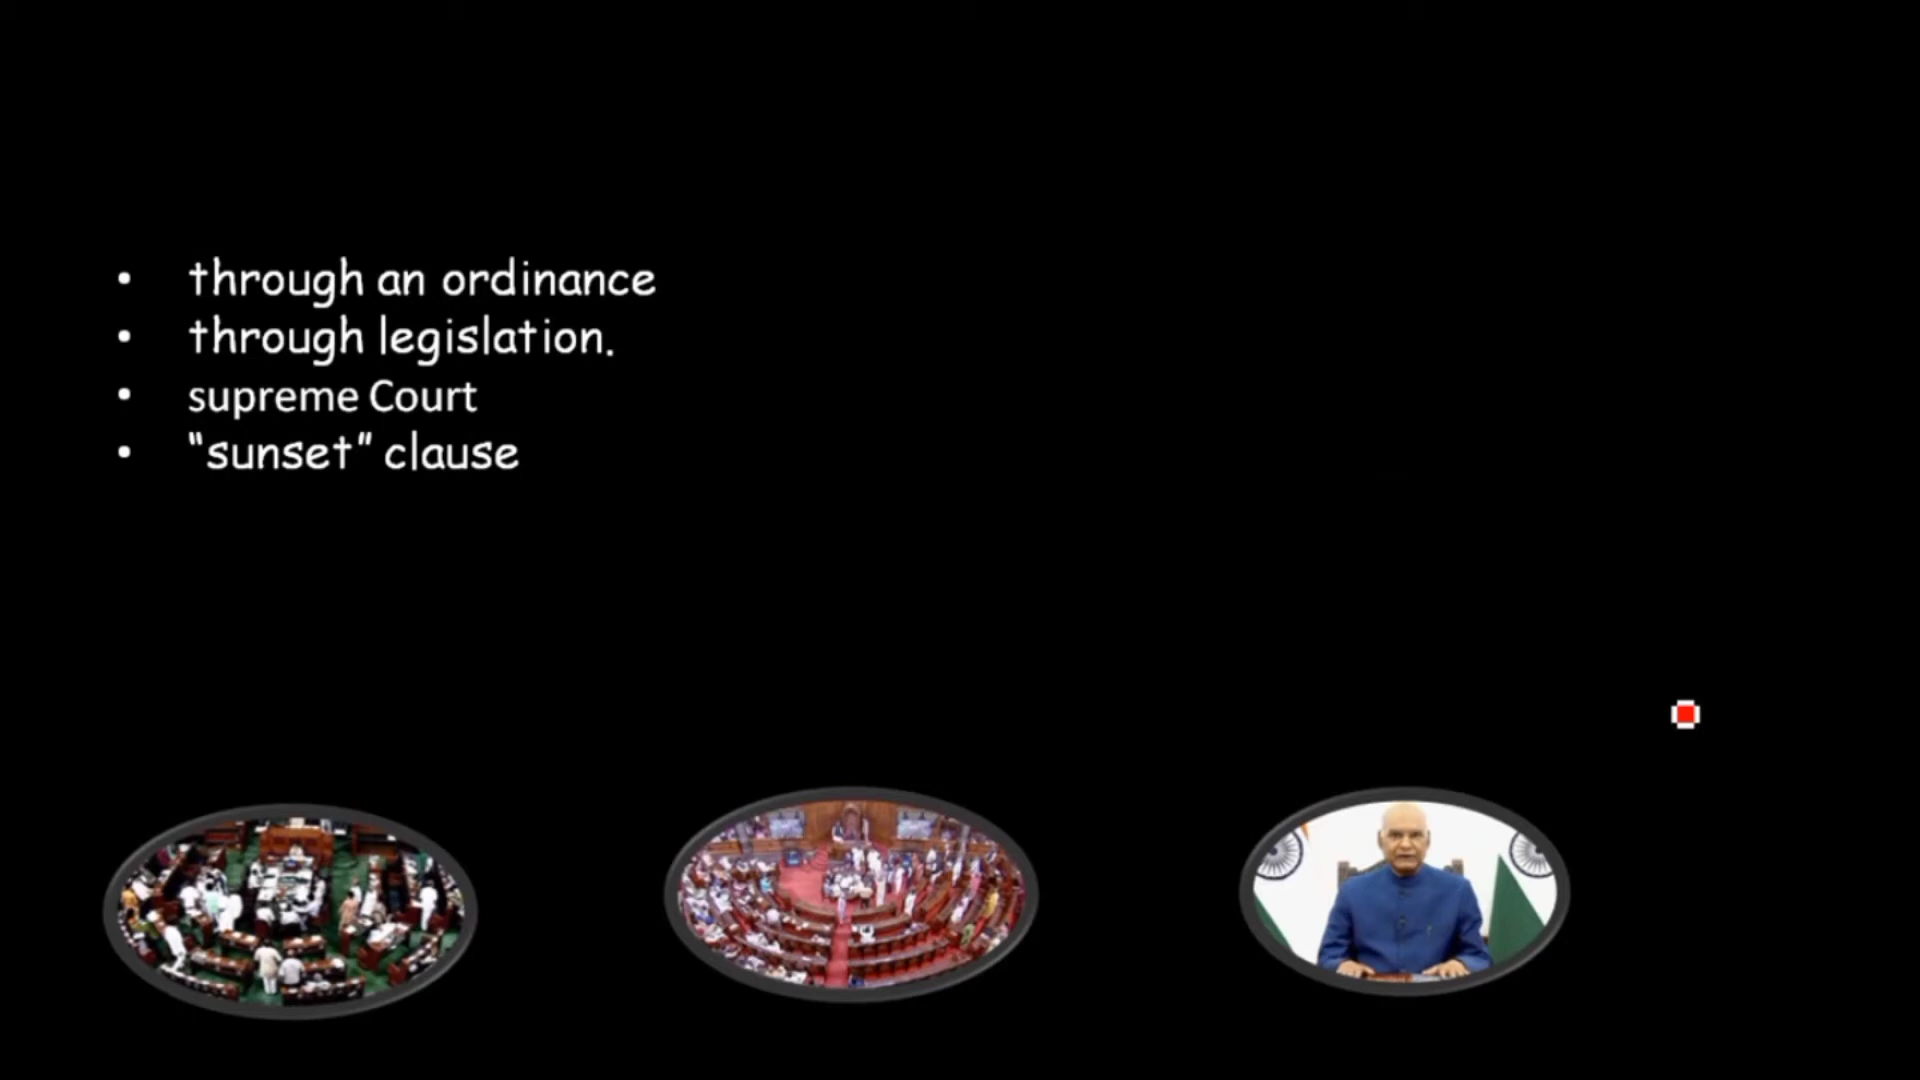 • through an ordinance
• through legislation.
• supreme Court
• “sunset” clause